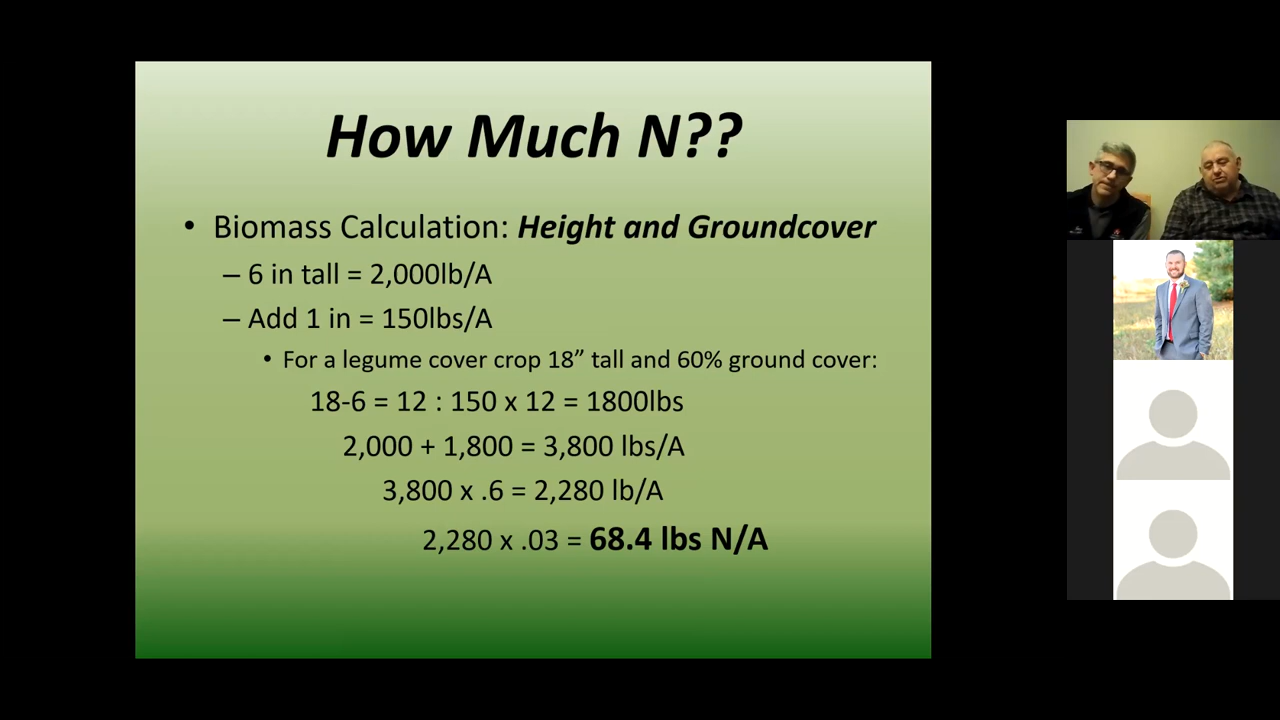 How Much N??
• Biomass Calculation: Height and Groundcover
– 6 in tall = 2,000lb/A
– Add 1 in = 150lbs/A
• For a legume cover crop 18” tall and 60% ground cover:
18-6 = 12 : 150 x 12 = 1800lbs
2,000 + 1,800 = 3,800 lbs/A
3,800 x .6 = 2,280 lb/A
2,280 x .03 = 68.4 lbs N/A